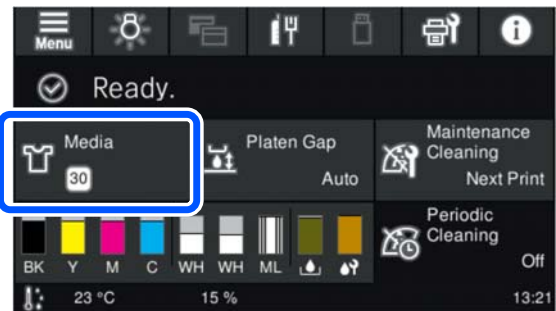 Menu
Ready.
Media
30
Platen Gap
Auto
Maintenance
Cleaning
Next Print
BK Y M C WH WH ML
Periodic
Cleaning
Off
23 °C 15 % 13:21